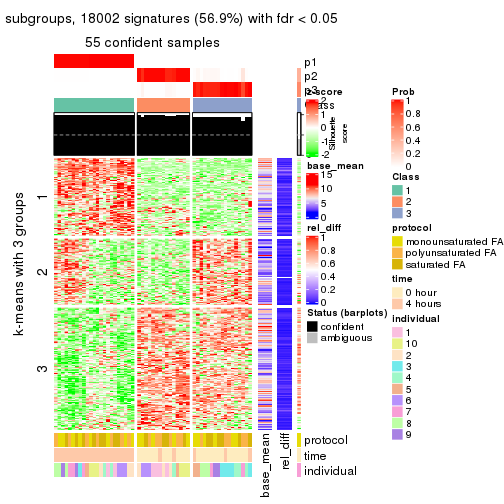 subgroups, 18002 signatures (56.9%) with fdr < 0.05
55 confident samples
p1
p2
p3
Class
Silhouette
score
k-means with 3 groups
1
2
3
z-score
2
1
0
-1
-2
base_mean
15
10
5
0
rel_diff
1
0.8
0.6
0.4
0.2
0
Status (barplots)
confident
ambiguous
Prob
1
0.8
0.6
0.4
0.2
0
Class
1
2
3
protocol
monounsaturated FA
polyunsaturated FA
saturated FA
time
0 hour
4 hours
individual
1
10
2
3
4
5
6
7
8
9
protocol
time
individual
base_mean
rel_diff